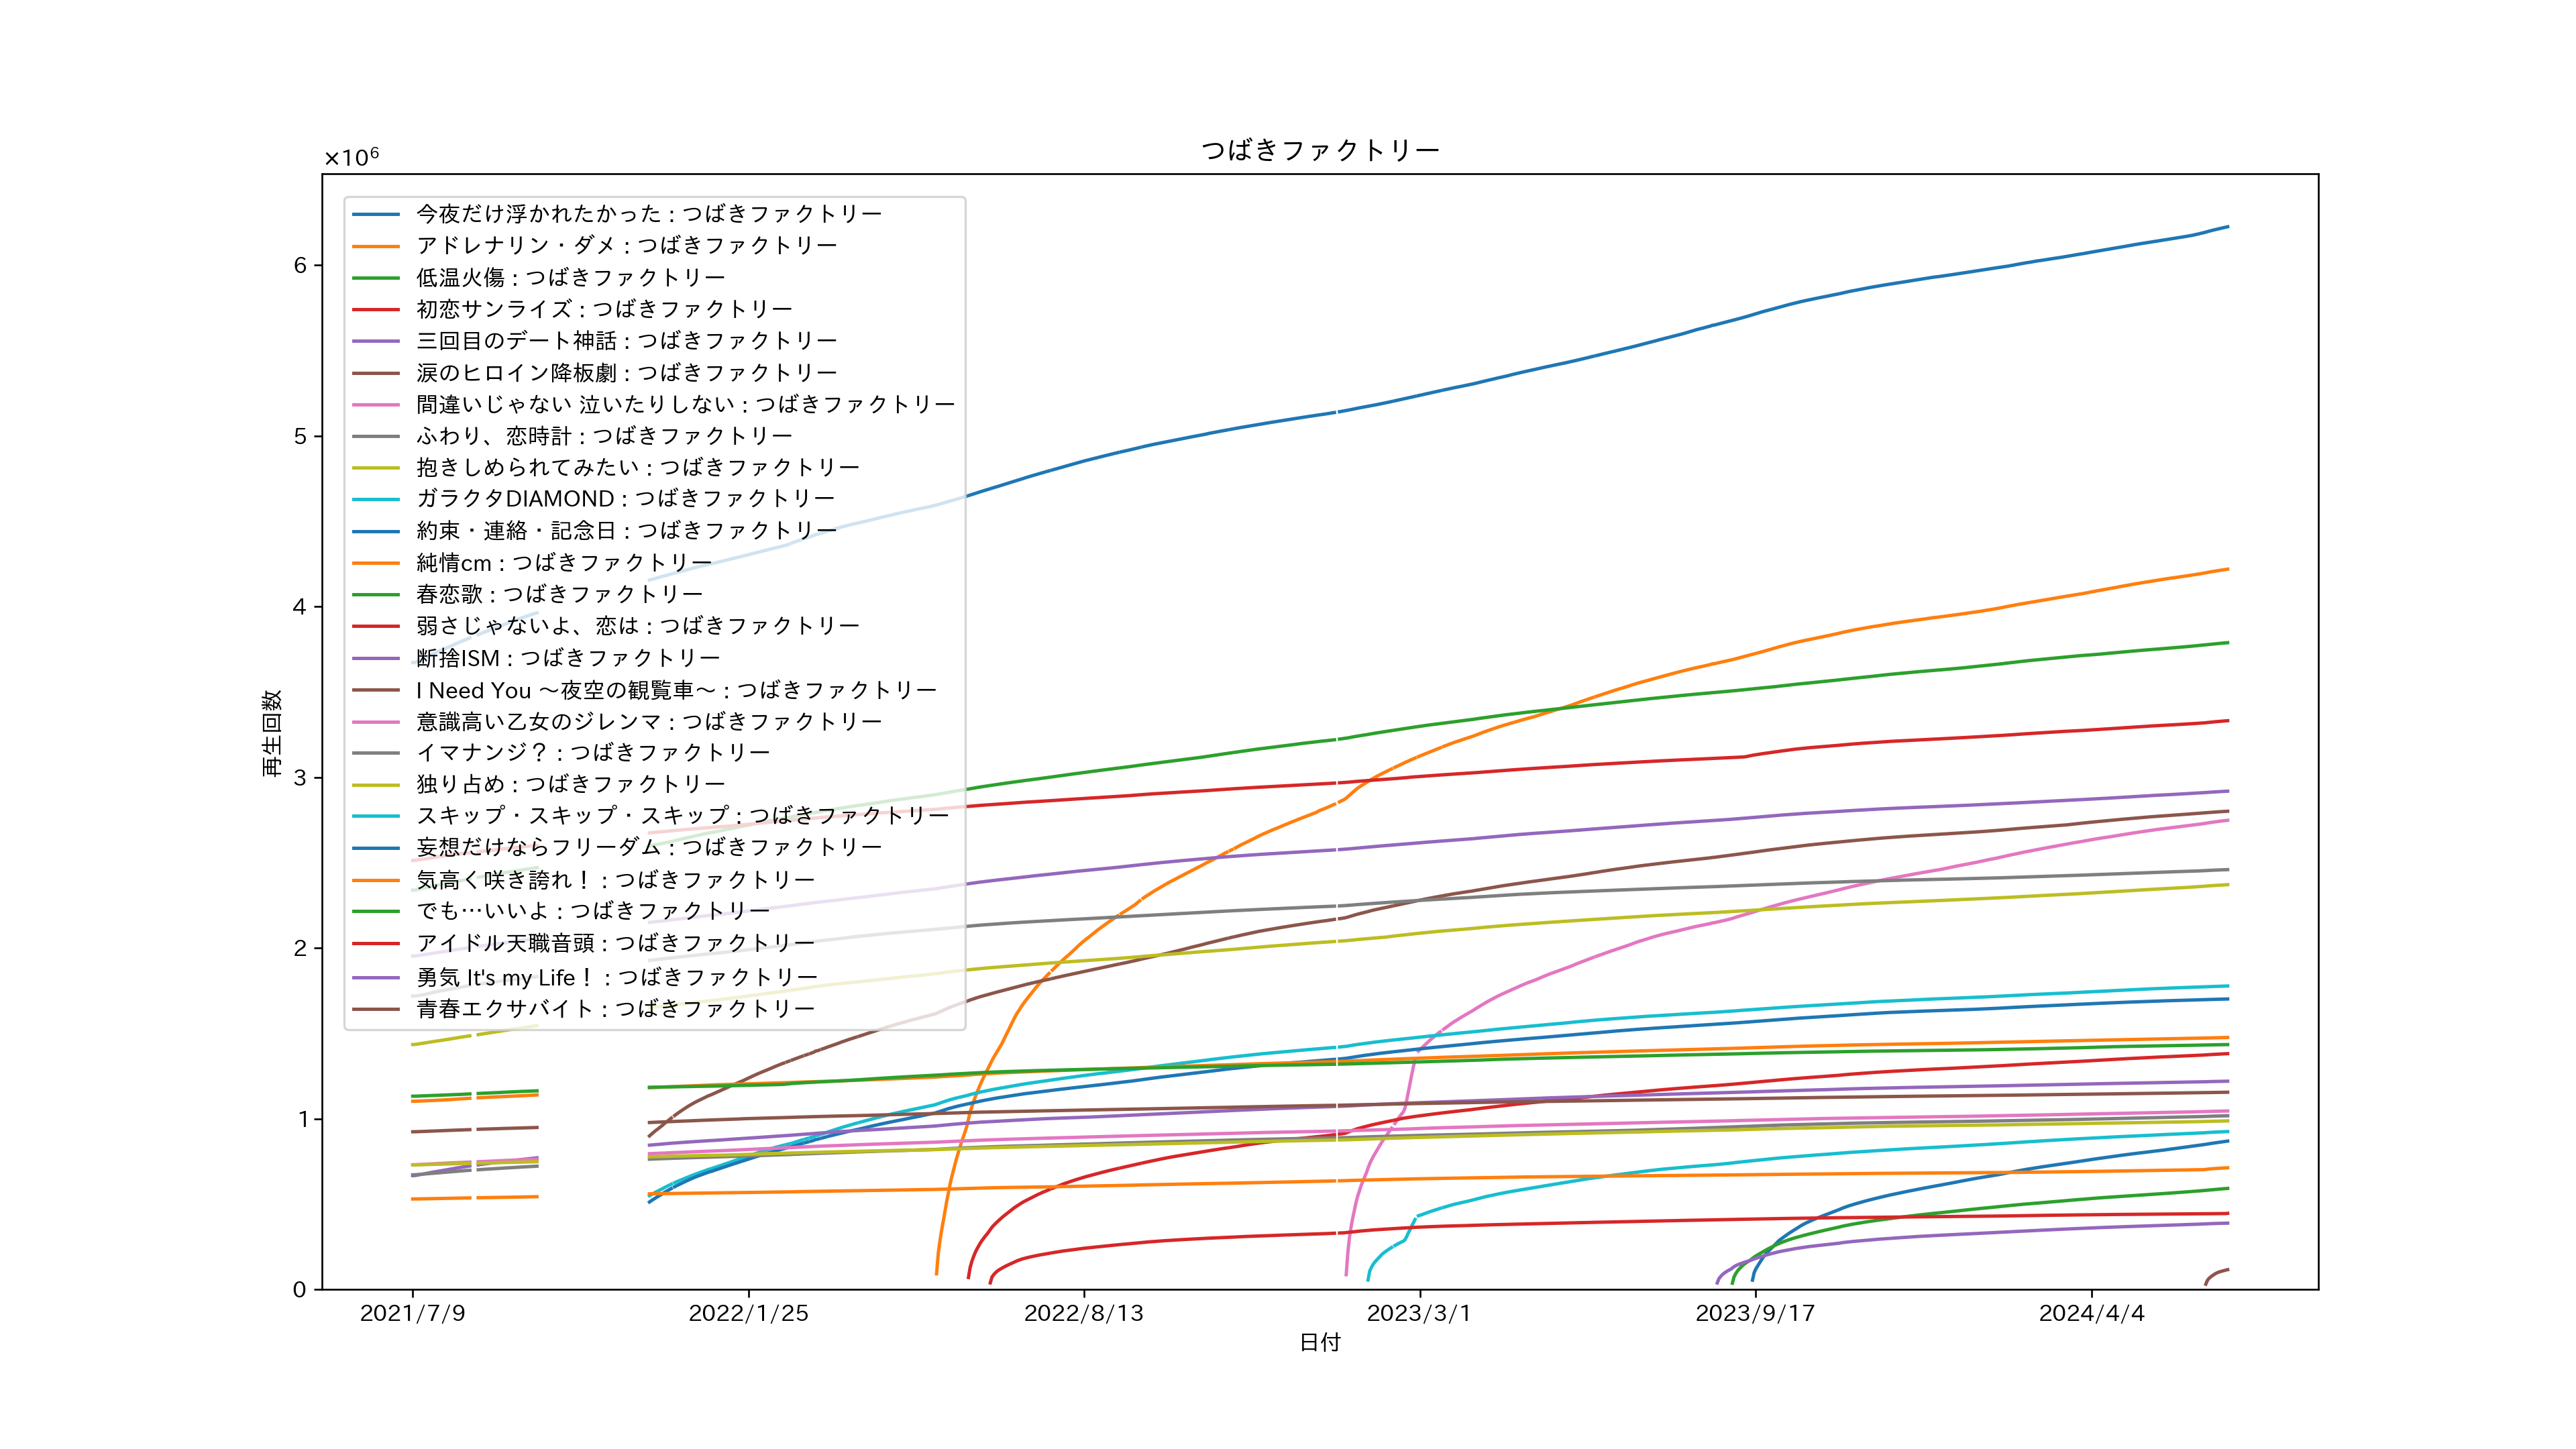 つばきファクトリー
×10⁶
今夜だけ浮かれたかった : つばきファクトリー
アドレナリン・ダメ : つばきファクトリー
低温火傷 : つばきファクトリー
初恋サンライズ : つばきファクトリー
三回目のデート神話 : つばきファクトリー
涙のヒロイン降板劇 : つばきファクトリー
間違いじゃない 泣いたりしない : つばきファクトリー
ふわり、恋時計 : つばきファクトリー
抱きしめられてみたい : つばきファクトリー
ガラクタDIAMOND : つばきファクトリー
約束・連絡・記念日 : つばきファクトリー
純情cm : つばきファクトリー
春恋歌 : つばきファクトリー
弱さじゃないよ、恋は : つばきファクトリー
断捨ISM : つばきファクトリー
I Need You ～夜空の観覧車～ : つばきファクトリー
意識高い乙女のジレンマ : つばきファクトリー
イマナンジ？ : つばきファクトリー
独り占め : つばきファクトリー
スキップ・スキップ・スキップ : つばきファクトリー
妄想だけならフリーダム : つばきファクトリー
気高く咲き誇れ！ : つばきファクトリー
でも…いいよ : つばきファクトリー
アイドル天職音頭 : つばきファクトリー
勇気 It's my Life！ : つばきファクトリー
青春エクサバイト : つばきファクトリー
6
5
4
3
2
1
0
再生回数
2021/7/9
2022/1/25
2022/8/13
2023/3/1
2023/9/17
2024/4/4
日付